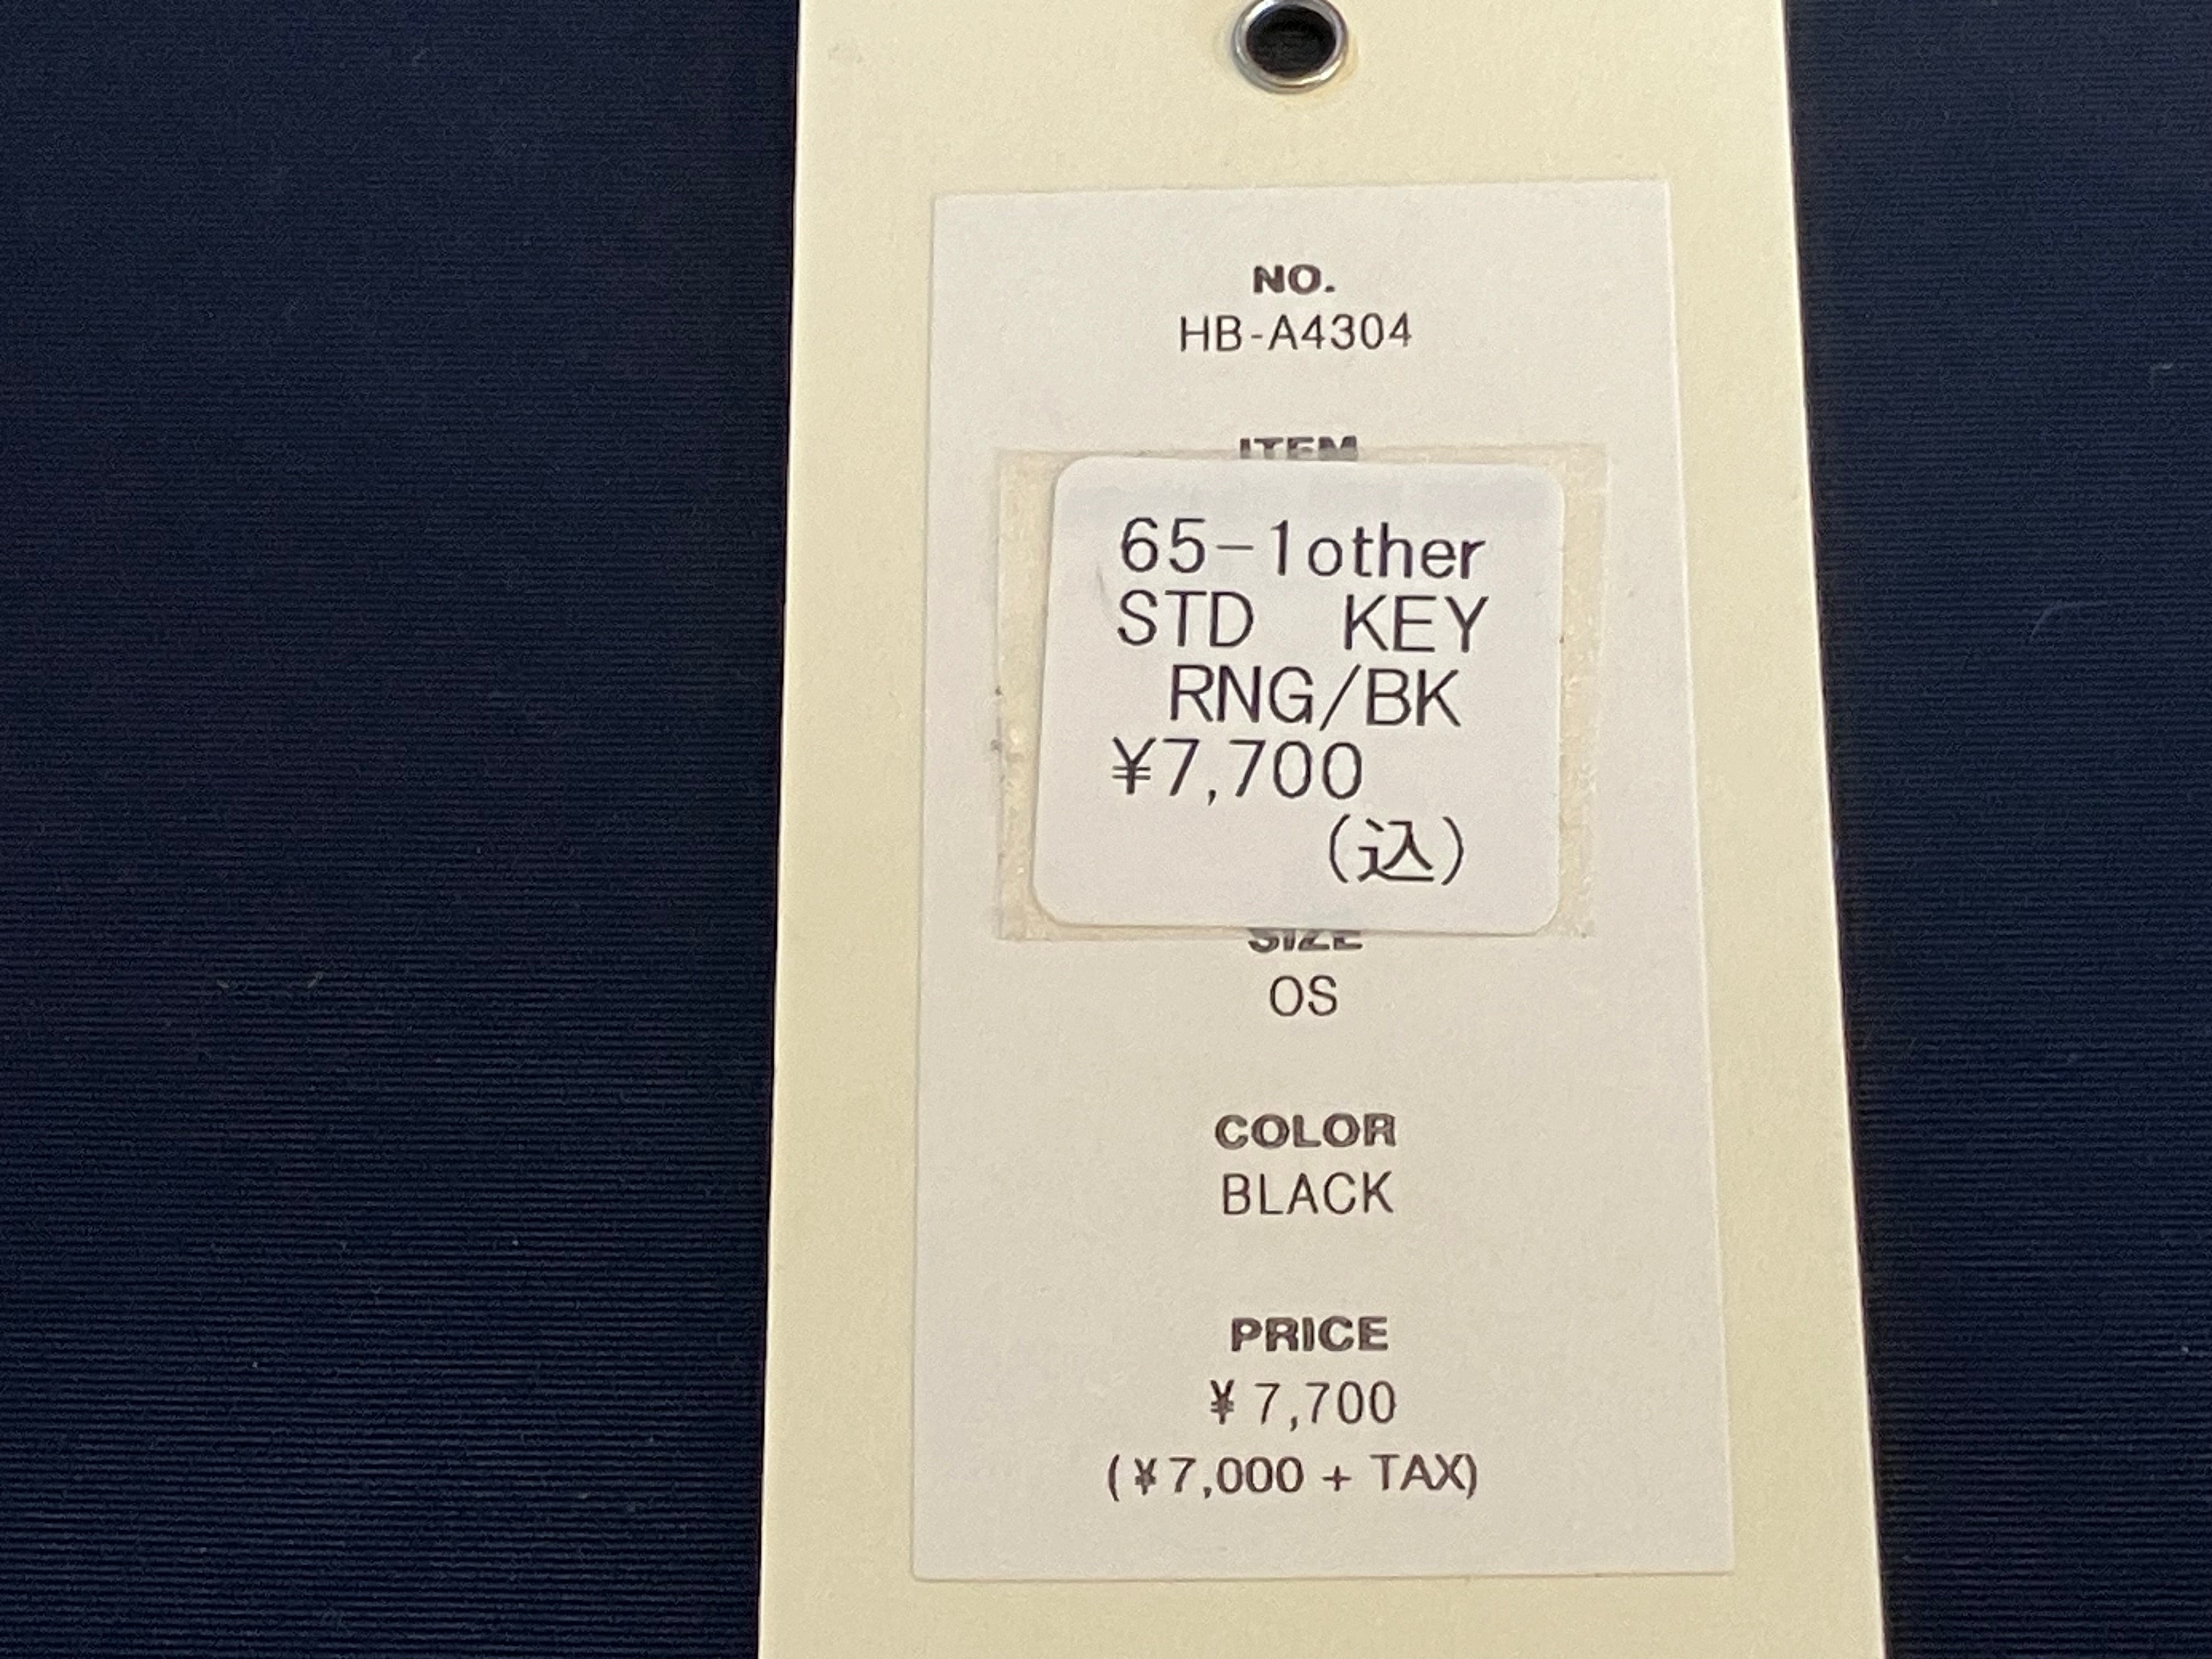 NO.
HB-A4304
ITEM
65-1other
STD　KEY
RNG/BK
¥7,700
(込)
SIZE
OS
COLOR
BLACK
PRICE
¥ 7,700
(¥7,000 + TAX)